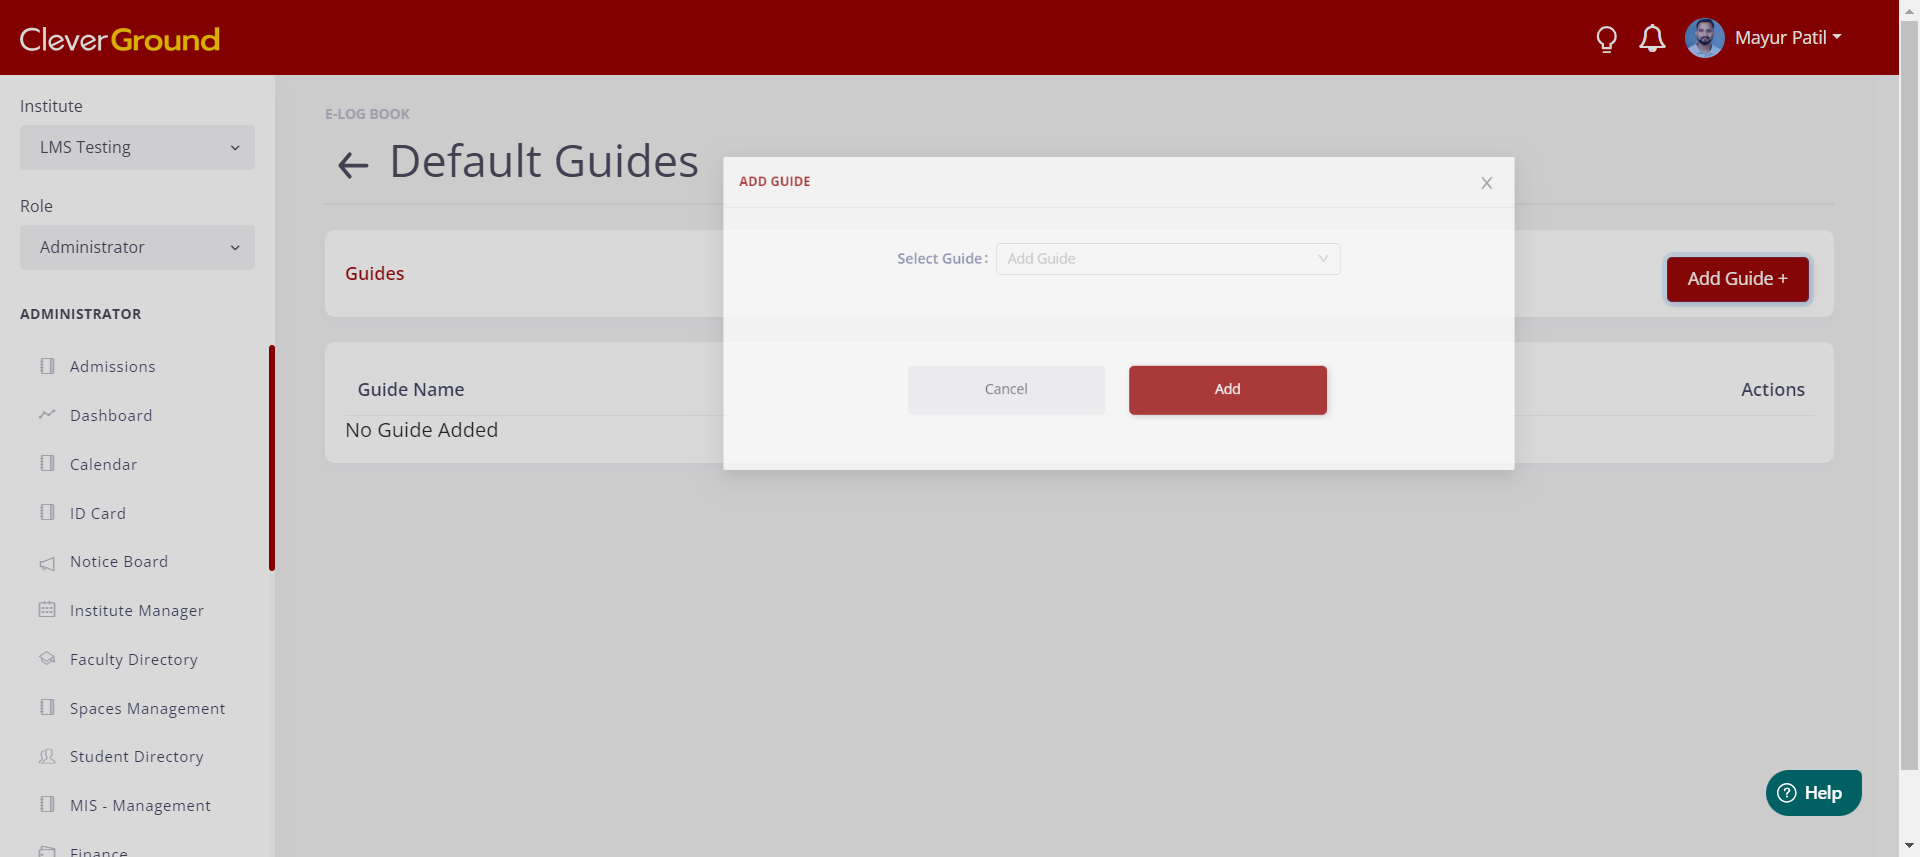 CleverGround
Mayur Patil
Institute
LMS Testing
Role
Administrator
ADMINISTRATOR
Admissions
Dashboard
Calendar
ID Card
Notice Board
Institute Manager
Faculty Directory
Spaces Management
Student Directory
MIS - Management
Finance
E-LOG BOOK
Default Guides
Guides
Add Guide +
Guide Name
Actions
No Guide Added
ADD GUIDE
X
Select Guide:
Add Guide
Cancel
Add
? Help